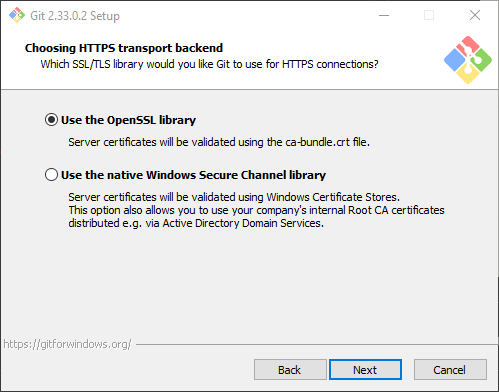 Git 2.33.0.2 Setup
Choosing HTTPS transport backend
Which SSL/TLS library would you like Git to use for HTTPS connections?
Use the OpenSSL library
Server certificates will be validated using the ca-bundle.crt file.
Use the native Windows Secure Channel library
Server certificates will be validated using Windows Certificate Stores.
This option also allows you to use your company's internal Root CA certificates
distributed e.g. via Active Directory Domain Services.
https://gitforwindows.org/
Back
Next
Cancel